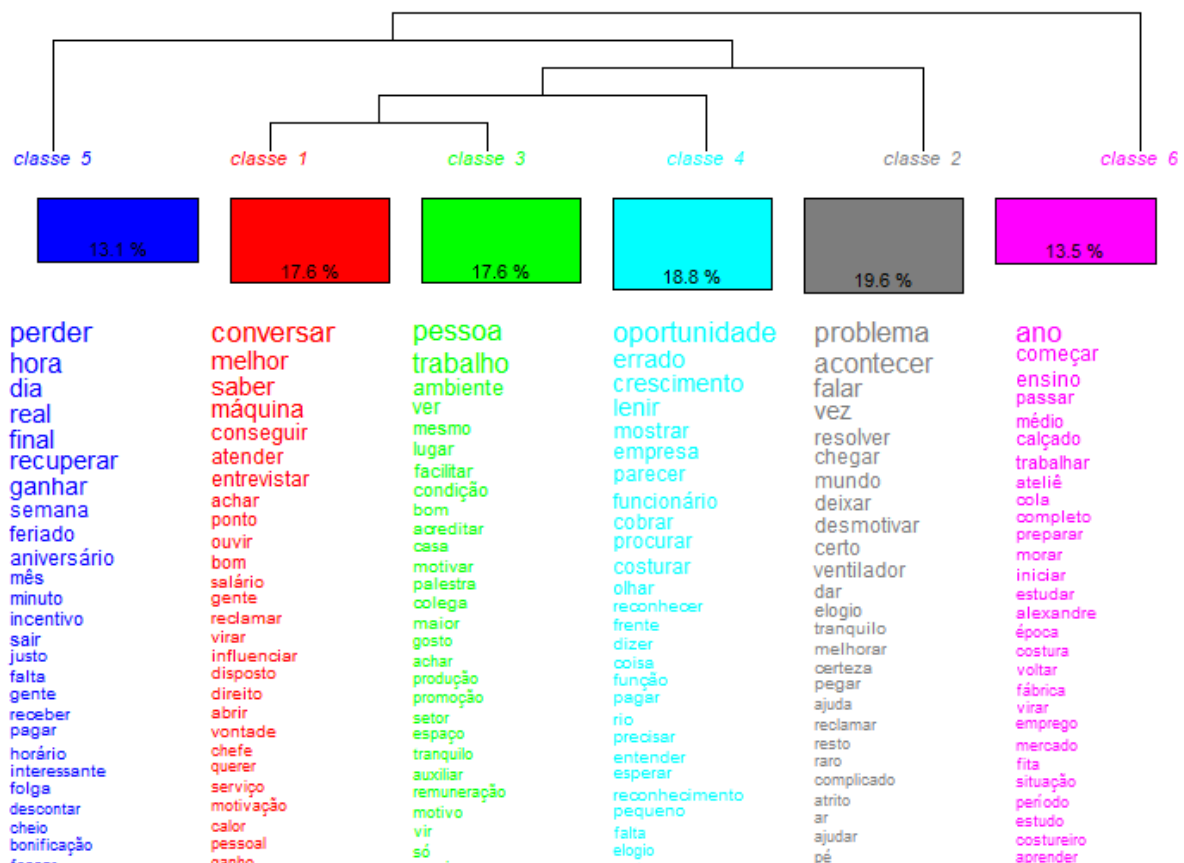 classe 5
classe 1
classe 3
classe 4
classe 2
classe 6
13.1 %
17.6 %
17.6 %
18.8 %
19.6 %
13.5 %
perder
hora
dia
real
final
recuperar
ganhar
semana
feriado
aniversário
mês
minuto
incentivo
sair
justo
falta
gente
receber
pagar
horário
interessante
folga
descontar
cheio
bonificação
conversar
melhor
saber
máquina
conseguir
atender
entrevistar
achar
ponto
ouvir
bom
salário
gente
reclamar
virar
influenciar
disposto
direito
abrir
vontade
chefe
querer
serviço
motivação
calor
pessoal
ganho
pessoa
trabalho
ambiente
ver
mesmo
lugar
facilitar
condição
bom
acreditar
casa
motivar
palestra
colega
maior
gosto
achar
produção
promoção
setor
espaço
tranquilo
auxiliar
remuneração
motivo
vir
só
oportunidade
errado
crescimento
lenir
mostrar
empresa
parecer
funcionário
cobrar
procurar
costurar
olhar
reconhecer
frente
dizer
coisa
função
pagar
rio
precisar
entender
esperar
reconhecimento
pequeno
falta
elogio
problema
acontecer
falar
vez
resolver
chegar
mundo
deixar
desmotivar
certo
ventilador
dar
elogio
tranquilo
melhorar
certeza
pegar
ajuda
reclamar
resto
raro
complicado
atrito
ar
ajudar
pé
ano
começar
ensino
passar
médio
calçado
trabalhar
ateliê
cola
completo
preparar
morar
iniciar
estudar
alexandre
época
costura
voltar
fábrica
virar
emprego
mercado
fita
situação
período
estudo
costureiro
aprender